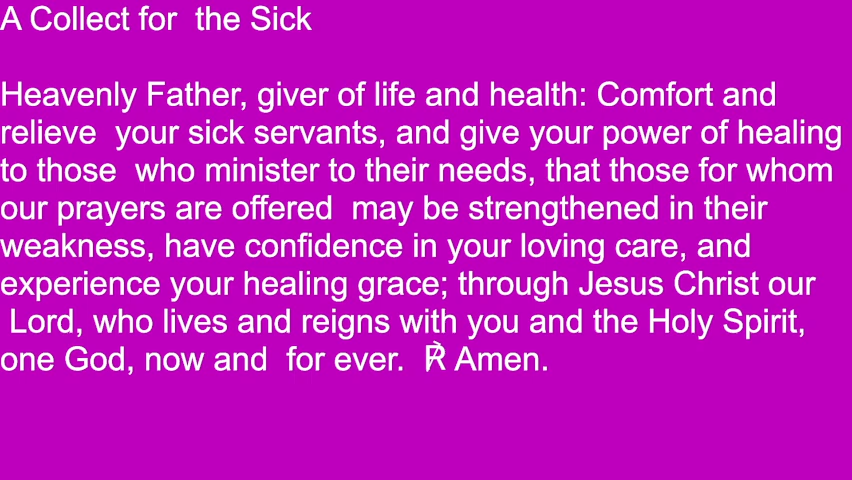 A Collect for  the Sick
Heavenly Father, giver of life and health: Comfort and
relieve  your sick servants, and give your power of healing
to those  who minister to their needs, that those for whom
our prayers are offered  may be strengthened in their
weakness, have confidence in your loving care, and
experience your healing grace; through Jesus Christ our
 Lord, who lives and reigns with you and the Holy Spirit,
one God, now and  for ever.  ℟ Amen.